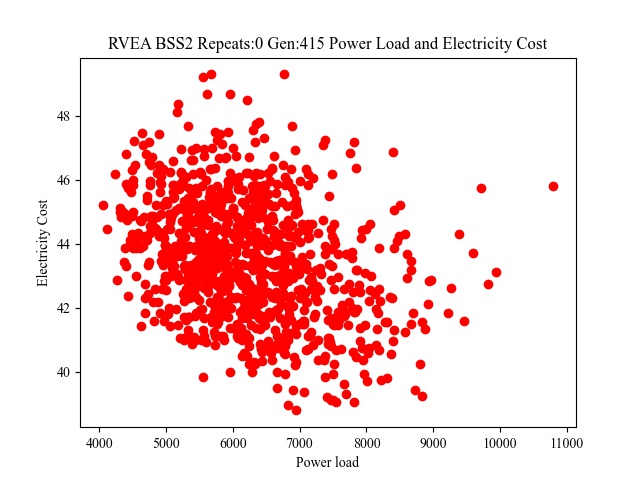 RVEA BSS2 Repeats:0 Gen:415 Power Load and Electricity Cost
48
46
44
42
40
Electricity Cost
4000 5000 6000 7000 8000 9000 10000 11000
Power load